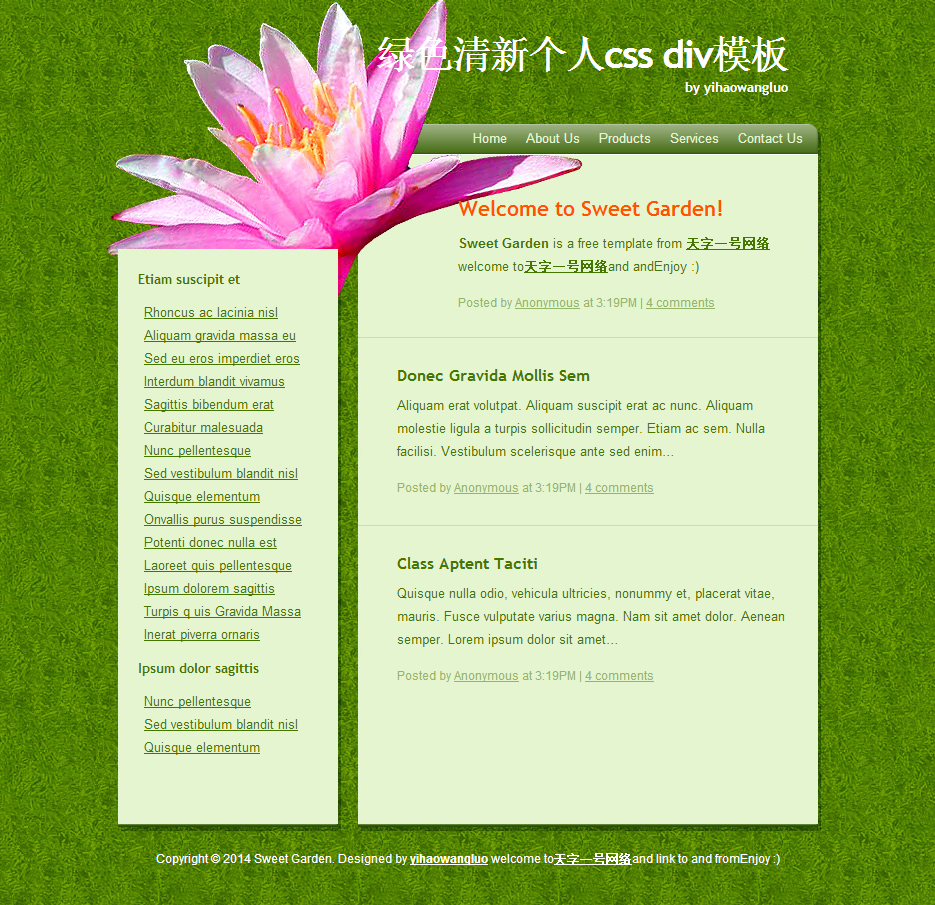 绿色清新个人css div模板
by yihaowangluo
Home About Us Products Services Contact Us
Welcome to Sweet Garden!
Sweet Garden is a free template from 天字一号网络
welcome to天字一号网络and andEnjoy :)
Posted by Anonymous at 3:19PM | 4 comments
Etiam suscipit et
Rhoncus ac lacinia nisl
Aliquam gravida massa eu
Sed eu eros imperdiet eros
Interdum blandit vivamus
Sagittis bibendum erat
Curabitur malesuada
Nunc pellentesque
Sed vestibulum blandit nisl
Quisque elementum
Onvallis purus suspendisse
Potenti donec nulla est
Laoreet quis pellentesque
Ipsum dolorem sagittis
Turpis q uis Gravida Massa
Inerat piverra ornaris
Ipsum dolor sagittis
Nunc pellentesque
Sed vestibulum blandit nisl
Quisque elementum
Donec Gravida Mollis Sem
Aliquam erat volutpat. Aliquam suscipit erat ac nunc. Aliquam
molestie ligula a turpis sollicitudin semper. Etiam ac sem. Nulla
facilisi. Vestibulum scelerisque ante sed enim...
Posted by Anonymous at 3:19PM | 4 comments
Class Aptent Taciti
Quisque nulla odio, vehicula ultricies, nonummy et, placerat vitae,
mauris. Fusce vulputate varius magna. Nam sit amet dolor. Aenean
semper. Lorem ipsum dolor sit amet...
Posted by Anonymous at 3:19PM | 4 comments
Copyright © 2014 Sweet Garden. Designed by yihaowangluo welcome to天字一号网络and link to and fromEnjoy :)